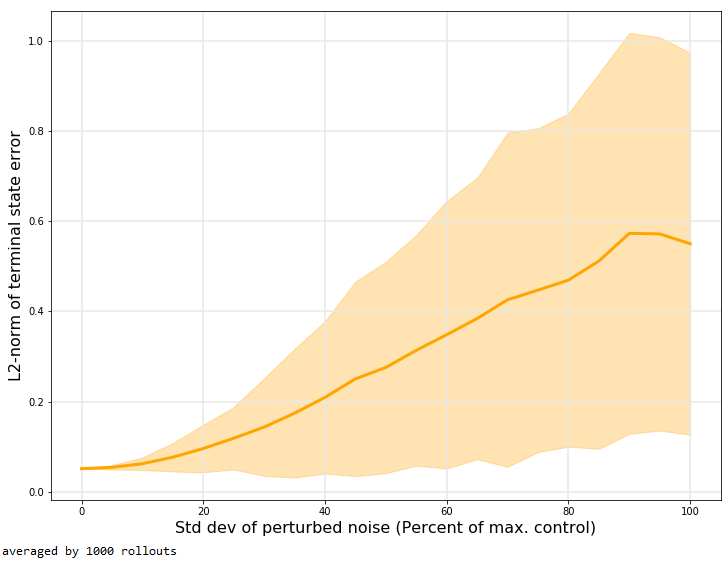 L2-norm of terminal state error
1.0
0.8
0.6
0.4
0.2
0.0
0 20 40 60 80 100
Std dev of perturbed noise (Percent of max. control)
averaged by 1000 rollouts